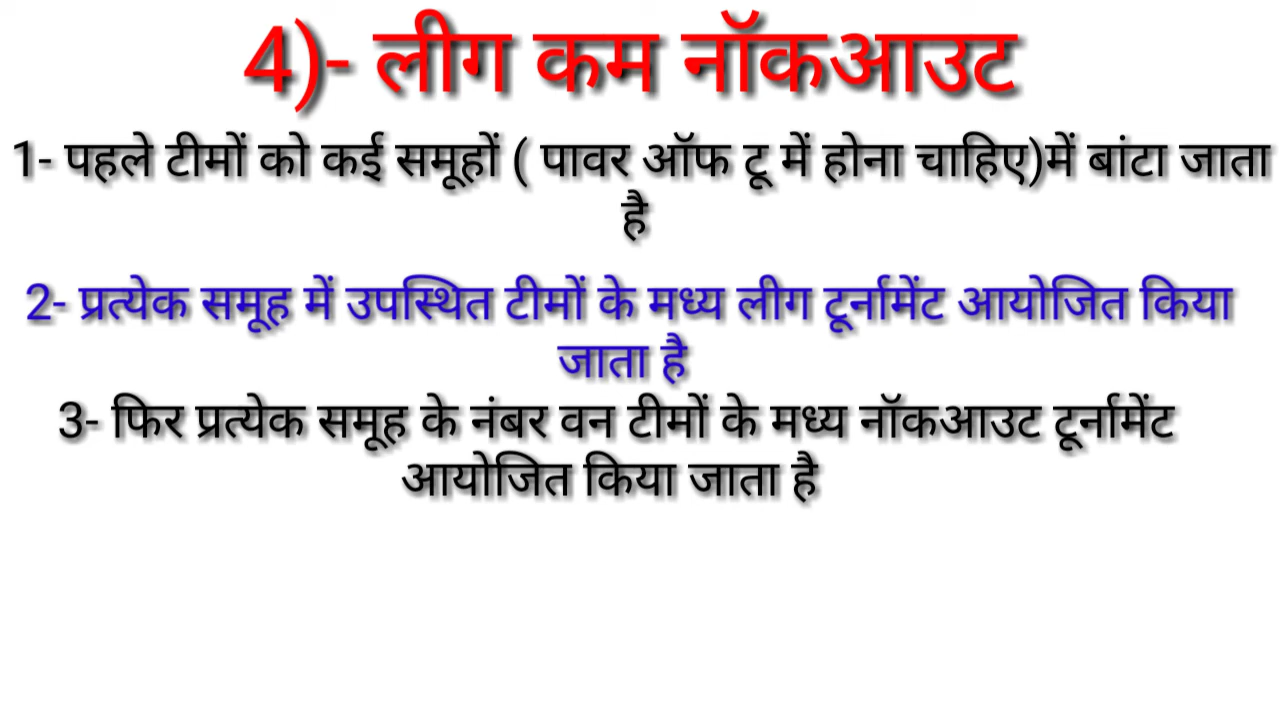 4)- लीग कम नॉकआउट
1- पहले टीमों को कई समूहों ( पावर ऑफ टू में होना चाहिए)में बांटा जाता
है
2- प्रत्येक समूह में उपस्थित टीमों के मध्य लीग टूर्नामेंट आयोजित किया
जाता है
3- फिर प्रत्येक समूह के नंबर वन टीमों के मध्य नॉकआउट टूर्नामेंट
आयोजित किया जाता है